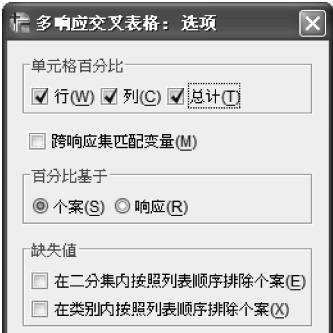 多响应交叉表格：选项
单元格百分比
行(W) 列(C) 总计(T)
跨响应集匹配变量(M)
百分比基于
个案(S) 响应(R)
缺失值
在二分集内按照列表顺序排除个案(E)
在类别内按照列表顺序排除个案(X)